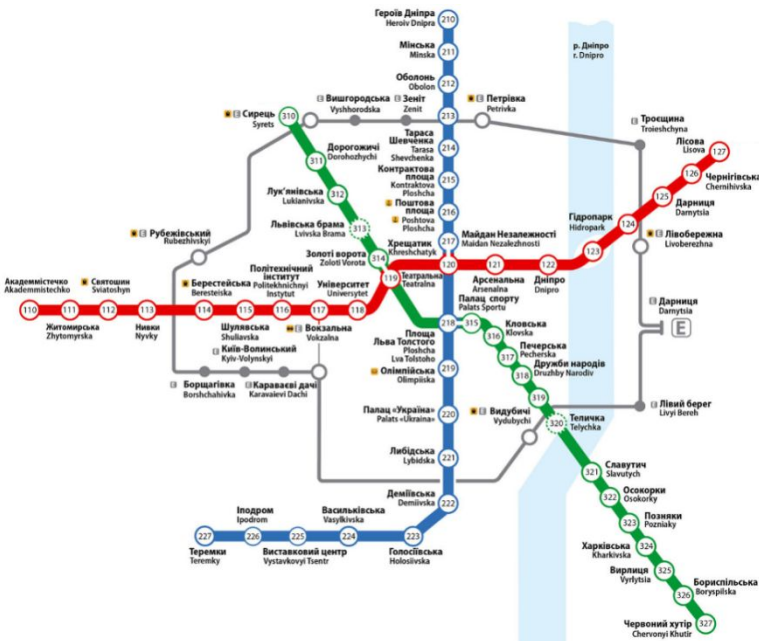 Героїв Дніпра
Heroiv Dnipra
210
Мінська
Minska
211
Оболонь
Obolon
212
р. Дніпро
r. Dnipro
Вишгородська
Vyshhorodska
Зеніт
Zenit
213
Петрівка
Petrivka
Сирець
Syrets
310
Троєщина
Troieshchyna
Тараса
Шевченка
Tarasa
Shevchenka
214
Дорогожичі
Dorohozhychi
311
Контрактова
площа
Kontraktova
Ploshcha
215
Лісова
Lisova
127
Чернігівська
Chernihivska
126
Лук'янівська
Lukianivska
312
Поштова
площа
Poshtova
Ploshcha
216
Дарниця
Darnytsia
125
Львівська брама
Lvivska Brama
313
Гідропарк
Hidropark
124
123
Рубежівський
Rubezhivskyi
Лівобережна
Livoberezhna
Золоті ворота
Zoloti Vorota
314
Хрещатик
Khreshchatyk
217
Майдан Незалежності
Maidan Nezalezhnosti
119
Театральна
Teatralna
120
121
Арсенальна
Arsenalna
122
Дніпро
Dnipro
Академмістечко
Akademmistechko
110
111
Житомирська
Zhytomyrska
Святошин
Sviatoshyn
112
113
Нивки
Nyvky
Берестейська
Beresteiska
114
115
Шулявська
Shuliavska
Політехнічний
інститут
Politekhnichnyi
Instytut
116
117
Вокзальна
Vokzalna
Університет
Universytet
118
Палац спорту
Palats Sportu
315
Дарниця
Darnytsia
E
Площа
Льва Толстого
Ploshcha
Lva Tolstoho
218
316
Кловська
Klovska
317
Печерська
Pecherska
318
Дружби народів
Druzhby Narodiv
319
Київ-Волинський
Kyiv-Volynskyi
Борщагівка
Borshchahivka
Караваєві дачі
Karavaievi Dachi
Олімпійська
Olimpiiska
219
Видубичі
Vydubychi
Лівий берег
Livyi Bereh
320
Теличка
Telychka
Палац «Україна»
Palats «Ukraina»
220
Либідська
Lybidska
221
321
Славутич
Slavutych
Деміївська
Demiivska
222
322
Осокорки
Osokorky
323
Позняки
Pozniaky
Харківська
Kharkivska
324
Вирлиця
Vyrlytsia
325
Бориспільська
Boryspilska
326
Червоний хутір
Chervonyi Khutir
327
Іподром
Ipodrom
Васильківська
Vasylkivska
227
226
225
224
223
Теремки
Teremky
Виставковий центр
Vystavkovyi Tsentr
Голосіївська
Holosiivska